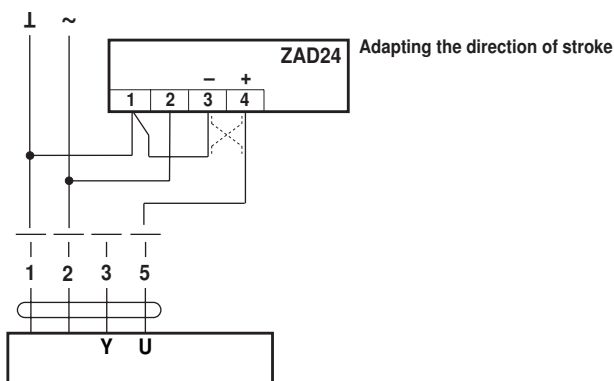 ⊥ ~
ZAD24
Adapting the direction of stroke
– +
1 2 3 4
1 2 3 5
Y U